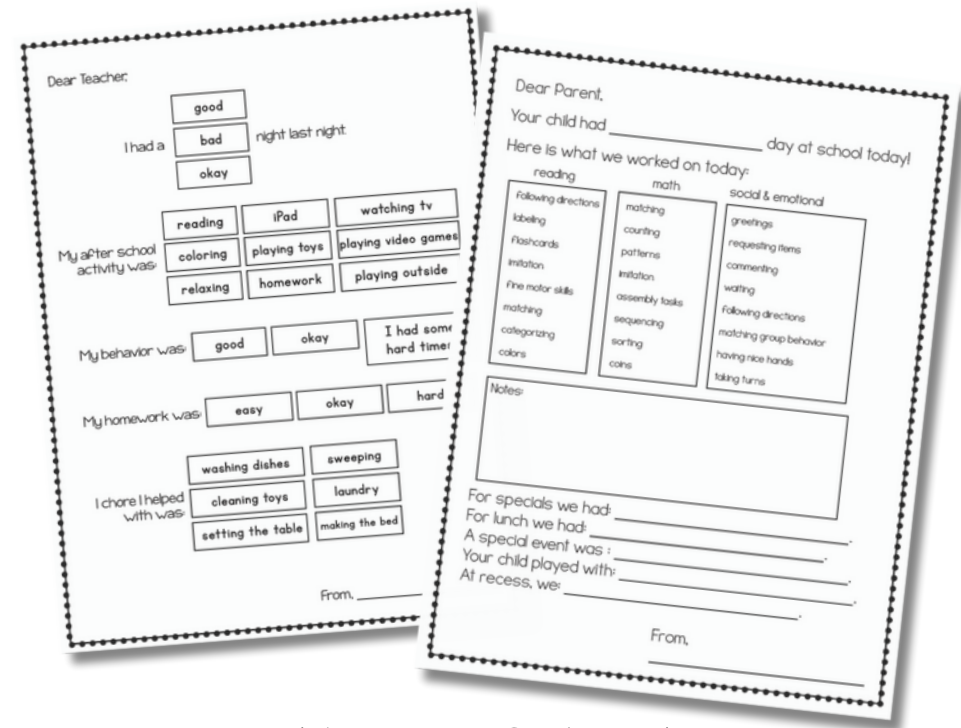 Dear Teacher,
good
I had a bad night last night.
okay
reading iPad watching tv
My after school
activity was: coloring playing toys playing video games
relaxing homework playing outside
My behavior was: good okay I had some
hard times
My homework was: easy okay hard
washing dishes sweeping
I chore I helped
with was: cleaning toys laundry
setting the table making the bed
From,
Dear Parent,
Your child had day at school today!
Here is what we worked on today:
reading math social & emotional
following directions
labeling
flashcards
imitation
fine motor skills
matching
categorizing
colors
matching
counting
patterns
imitation
assembly tasks
sequencing
sorting
coins
greetings
requesting items
commenting
waiting
following directions
matching group behavior
having nice hands
taking turns
Notes:
For specials we had: .
For lunch we had: .
A special event was : .
Your child played with: .
At recess, we: .
From,